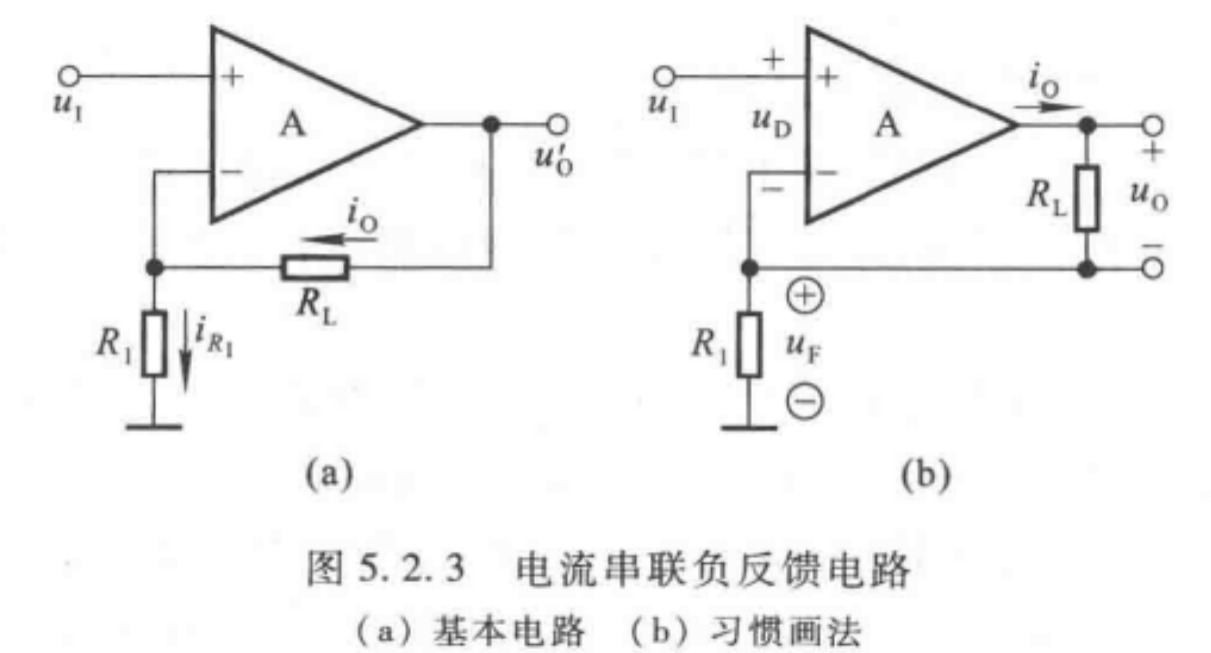 + + i_O
u_I A u_I u_D A
u'_O + + 
− − − R_L u_O
i_O −
R_L ⊕
R_1 i_{R_1} R_1 u_F
⊖
(a) (b)
图 5.2.3 电流串联负反馈电路
(a) 基本电路 (b) 习惯画法